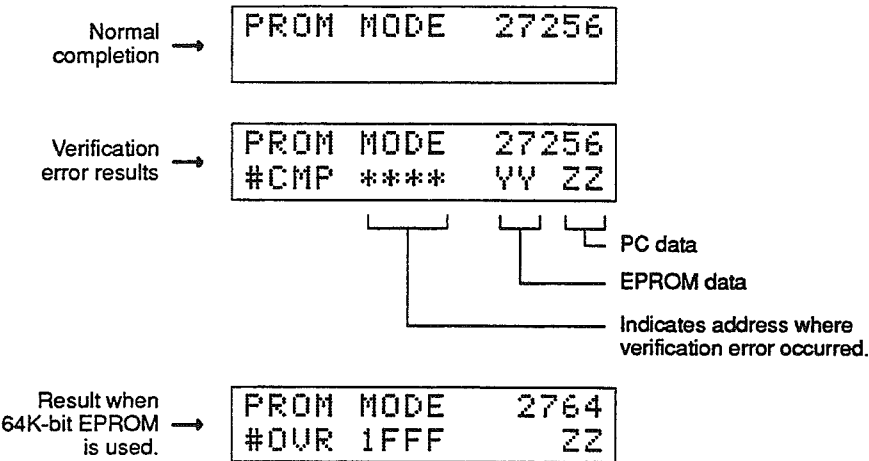 Normal
completion
PROM MODE 27256
Verification
error results
PROM MODE 27256
#CMP **** YY ZZ
PC data
EPROM data
Indicates address where
verification error occurred.
Result when
64K-bit EPROM
is used.
PROM MODE 2764
#OVR 1FFF ZZ